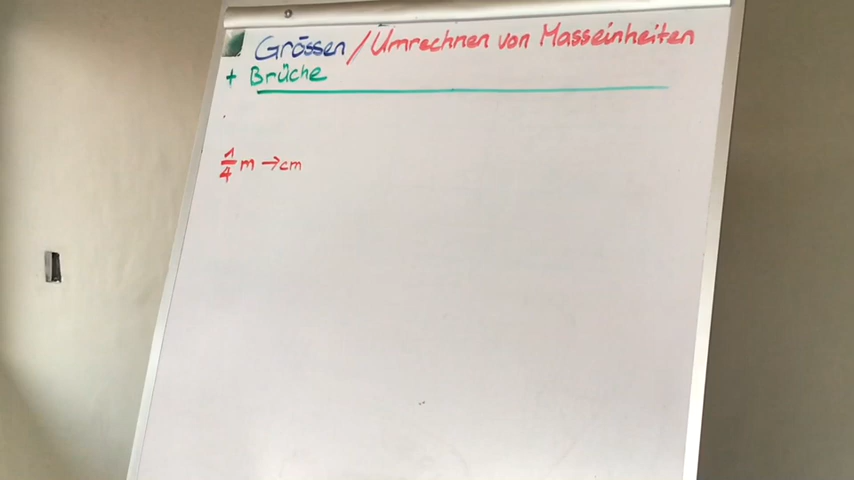 Grössen / Umrechnen von Masseinheiten
+ Brüche
1/4 m → cm